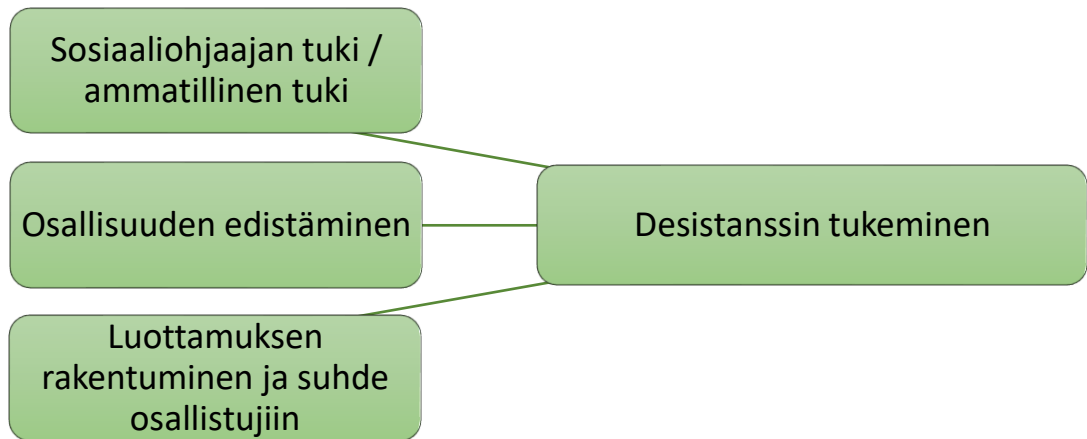 Sosiaaliohjaajan tuki /
ammatillinen tuki
Osallisuuden edistäminen
Luottamuksen
rakentuminen ja suhde
osallistujiin
Desistanssin tukeminen